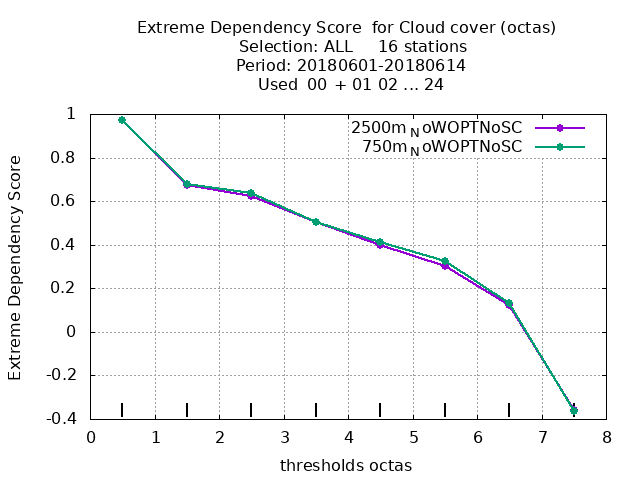 Extreme Dependency Score  for Cloud cover (octas)
Selection: ALL     16 stations
Period: 20180601-20180614
Used  00 + 01 02 ... 24
2500m_NoWOPTNoSC
750m_NoWOPTNoSC
Extreme Dependency Score
1
0.8
0.6
0.4
0.2
0
-0.2
-0.4
0 1 2 3 4 5 6 7 8
thresholds octas